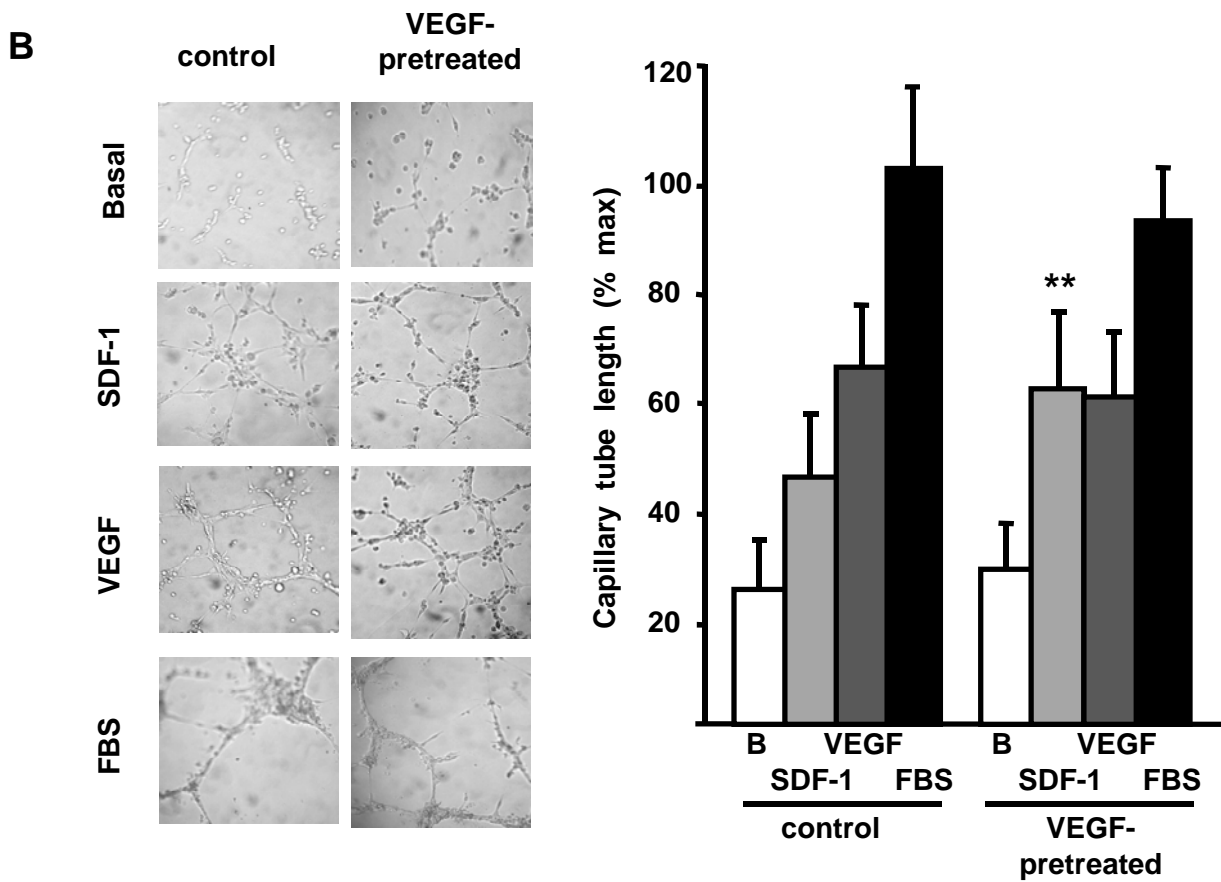 B
control
VEGF-
pretreated
Basal
SDF-1
VEGF
FBS
Capillary tube length (% max)
120
100
80
60
40
20
**
B VEGF
SDF-1 FBS
control
B VEGF
SDF-1 FBS
VEGF-
pretreated